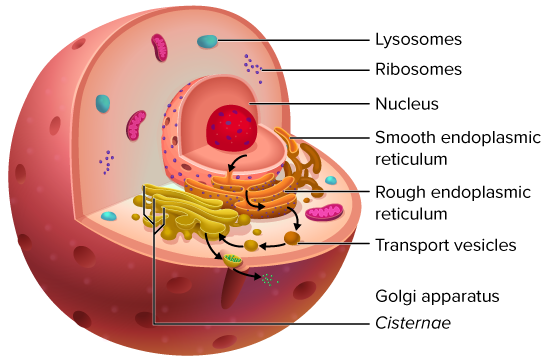 Lysosomes
Ribosomes
Nucleus
Smooth endoplasmic
reticulum
Rough endoplasmic
reticulum
Transport vesicles
Golgi apparatus
Cisternae